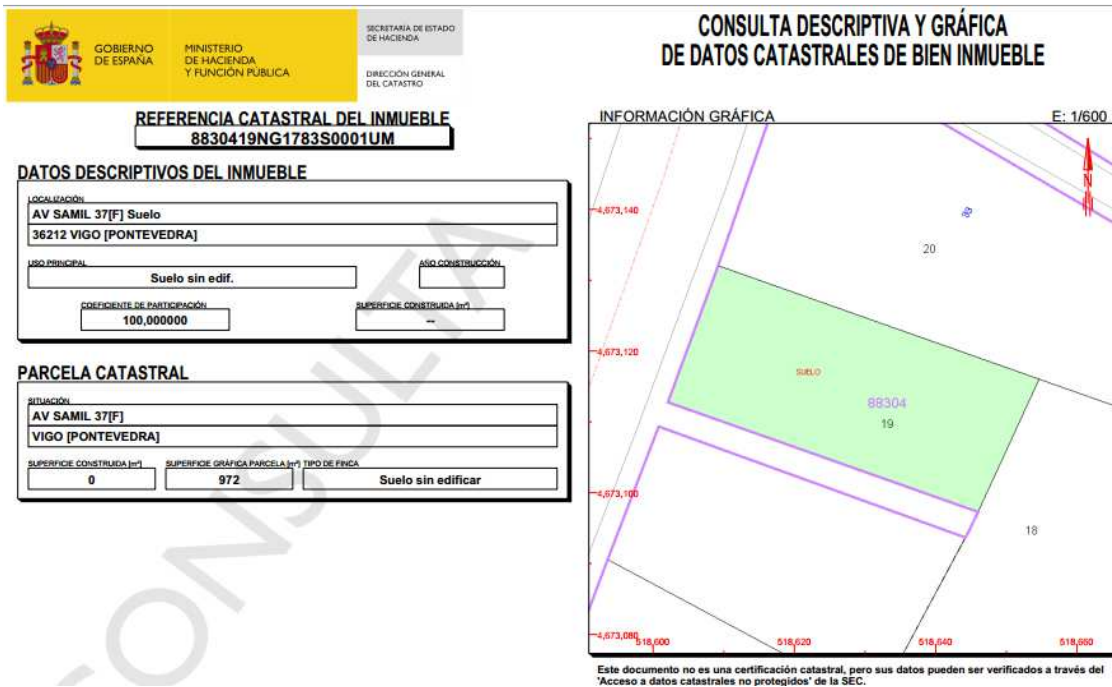 GOBIERNO
DE ESPAÑA
MINISTERIO
DE HACIENDA
Y FUNCIÓN PÚBLICA
SECRETARÍA DE ESTADO
DE HACIENDA
DIRECCIÓN GENERAL
DEL CATASTRO
CONSULTA DESCRIPTIVA Y GRÁFICA
DE DATOS CATASTRALES DE BIEN INMUEBLE
REFERENCIA CATASTRAL DEL INMUEBLE
8830419NG1783S0001UM
DATOS DESCRIPTIVOS DEL INMUEBLE
LOCALIZACIÓN
AV SAMIL 37[F] Suelo
36212 VIGO [PONTEVEDRA]
USO PRINCIPAL
Suelo sin edif.
AÑO CONSTRUCCIÓN
COEFICIENTE DE PARTICIPACIÓN
100,000000
SUPERFICIE CONSTRUIDA [m²]
--
PARCELA CATASTRAL
SITUACIÓN
AV SAMIL 37[F]
VIGO [PONTEVEDRA]
SUPERFICIE CONSTRUIDA [m²]
0
SUPERFICIE GRÁFICA PARCELA [m²]
972
TIPO DE FINCA
Suelo sin edificar
CONSULTA
INFORMACIÓN GRÁFICA
E: 1/600
N
4,673,140
20
4,673,120
SUELO
88304
19
4,673,100
18
4,673,080
518,600
518,620
518,640
518,660
Este documento no es una certificación catastral, pero sus datos pueden ser verificados a través del
'Acceso a datos catastrales no protegidos' de la SEC.